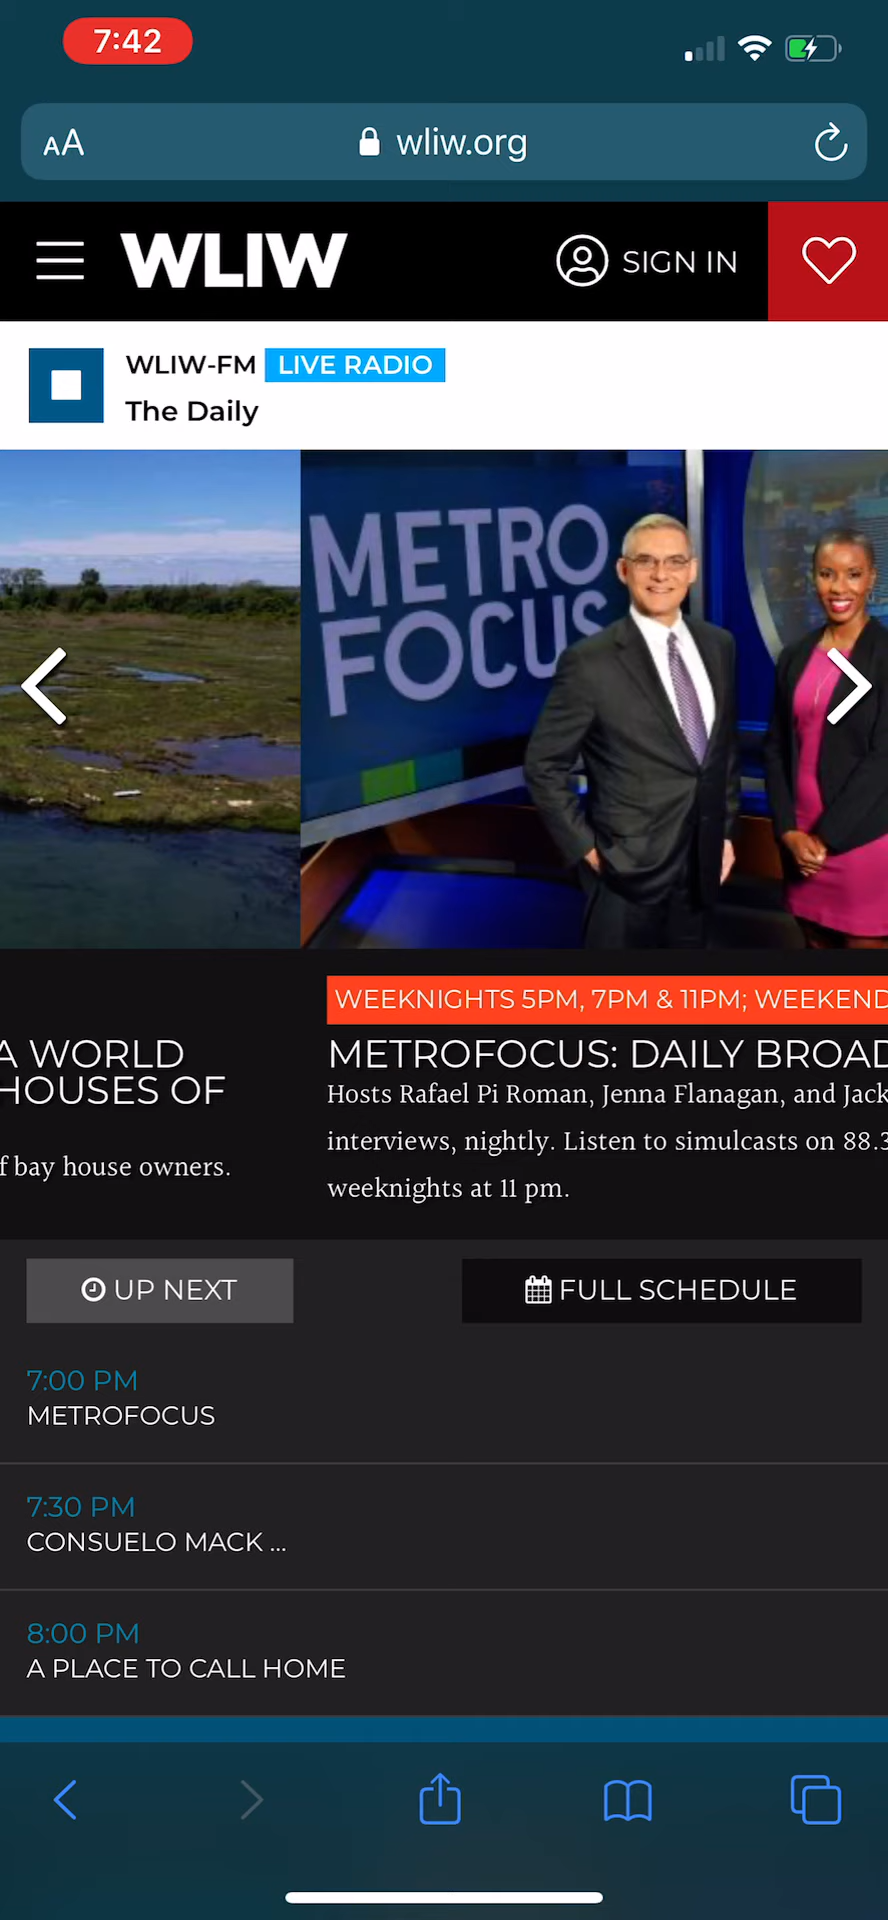 7:42
AA wliw.org
WLIW SIGN IN
WLIW-FM LIVE RADIO
The Daily
METRO
FOCUS
WEEKNIGHTS 5PM, 7PM & 11PM; WEEKEND
A WORLD
HOUSES OF
f bay house owners.
METROFOCUS: DAILY BROAD
Hosts Rafael Pi Roman, Jenna Flanagan, and Jack
interviews, nightly. Listen to simulcasts on 88.3
weeknights at 11 pm.
UP NEXT
FULL SCHEDULE
7:00 PM
METROFOCUS
7:30 PM
CONSUELO MACK ...
8:00 PM
A PLACE TO CALL HOME